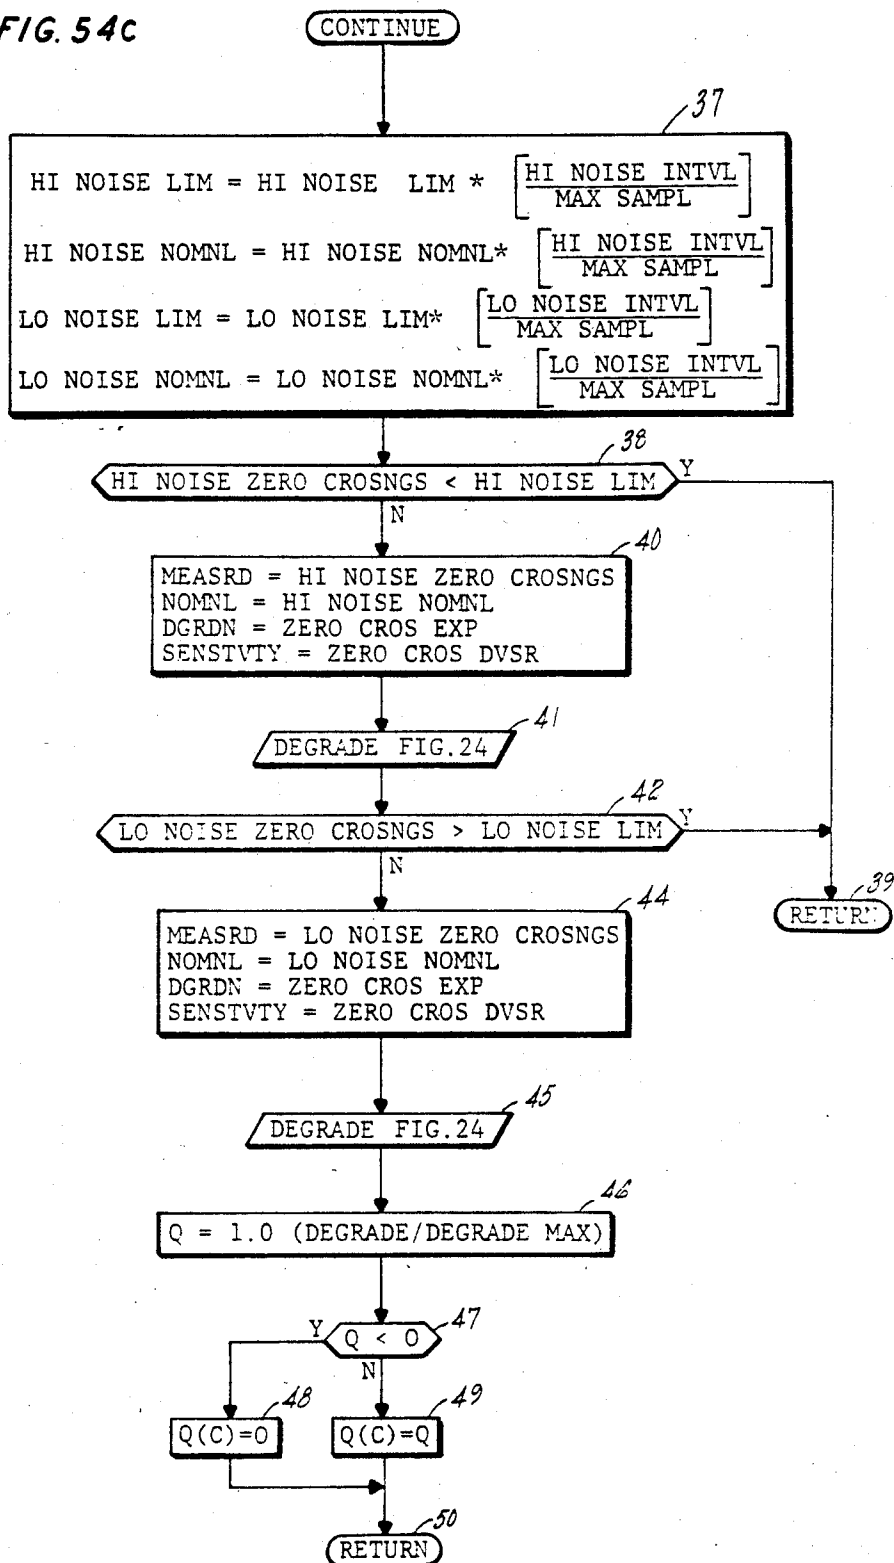 FIG. 54C
CONTINUE
37
HI NOISE LIM = HI NOISE LIM * [HI NOISE INTVL / MAX SAMPL]
HI NOISE NOMNL = HI NOISE NOMNL* [HI NOISE INTVL / MAX SAMPL]
LO NOISE LIM = LO NOISE LIM* [LO NOISE INTVL / MAX SAMPL]
LO NOISE NOMNL = LO NOISE NOMNL* [LO NOISE INTVL / MAX SAMPL]
38
HI NOISE ZERO CROSNGS < HI NOISE LIM
Y
N
40
MEASRD = HI NOISE ZERO CROSNGS
NOMNL = HI NOISE NOMNL
DGRDN = ZERO CROS EXP
SENSTVTY = ZERO CROS DVSR
41
DEGRADE FIG.24
42
LO NOISE ZERO CROSNGS > LO NOISE LIM
Y
N
39
RETURN
44
MEASRD = LO NOISE ZERO CROSNGS
NOMNL = LO NOISE NOMNL
DGRDN = ZERO CROS EXP
SENSTVTY = ZERO CROS DVSR
45
DEGRADE FIG.24
46
Q = 1.0 (DEGRADE/DEGRADE MAX)
47
Y
Q < 0
N
48
Q(C)=0
49
Q(C)=Q
50
RETURN